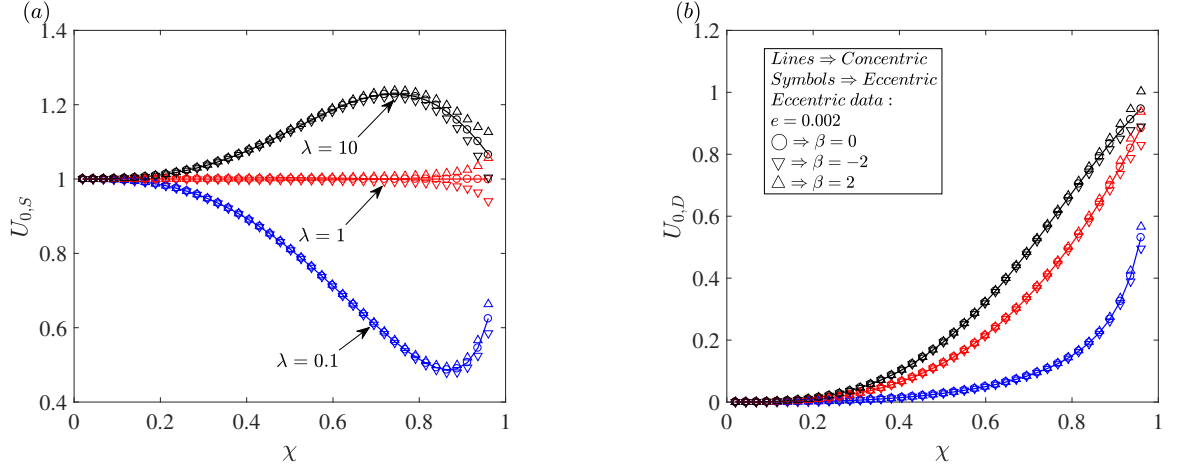 (a)
1.4
1.2
1
0.8
0.6
0.4
0
0.2
0.4
0.6
0.8
1
U0,S
χ
λ = 10
λ = 1
λ = 0.1
(b)
1.2
1
0.8
0.6
0.4
0.2
0
0
0.2
0.4
0.6
0.8
1
U0,D
χ
Lines ⇒ Concentric
Symbols ⇒ Eccentric
Eccentric data :
e = 0.002
◯ ⇒ β = 0
▽ ⇒ β = −2
△ ⇒ β = 2